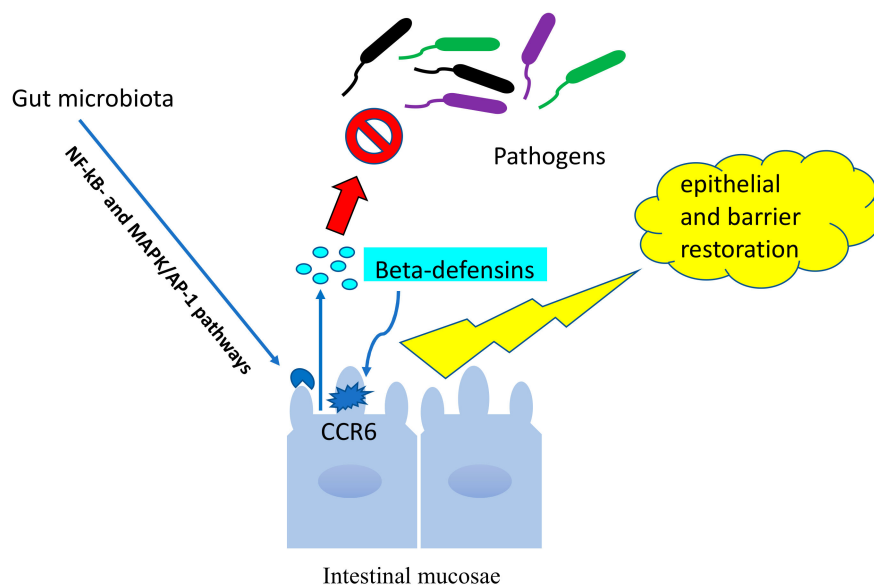 Gut microbiota
NF-kB- and MAPK/AP-1 pathways
Pathogens
epithelial
and barrier
restoration
Beta-defensins
CCR6
Intestinal mucosae